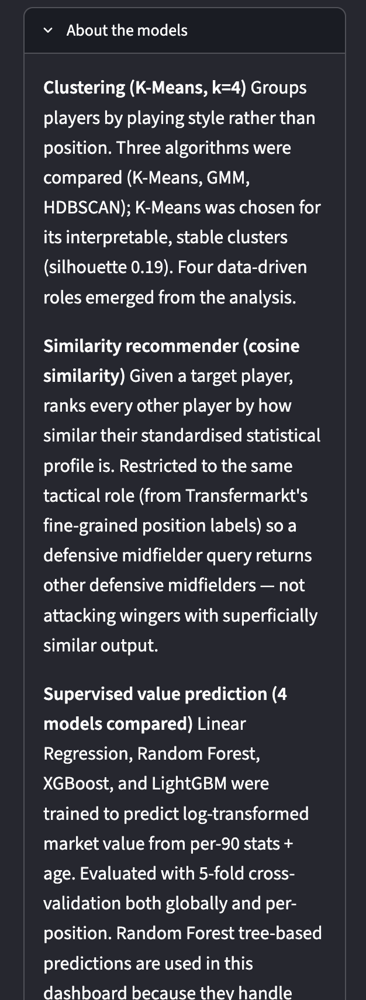 About the models
Clustering (K-Means, k=4) Groups
players by playing style rather than
position. Three algorithms were
compared (K-Means, GMM,
HDBSCAN); K-Means was chosen for
its interpretable, stable clusters
(silhouette 0.19). Four data-driven
roles emerged from the analysis.
Similarity recommender (cosine
similarity) Given a target player,
ranks every other player by how
similar their standardised statistical
profile is. Restricted to the same
tactical role (from Transfermarkt's
fine-grained position labels) so a
defensive midfielder query returns
other defensive midfielders — not
attacking wingers with superficially
similar output.
Supervised value prediction (4
models compared) Linear
Regression, Random Forest,
XGBoost, and LightGBM were
trained to predict log-transformed
market value from per-90 stats +
age. Evaluated with 5-fold cross-
validation both globally and per-
position. Random Forest tree-based
predictions are used in this
dashboard because they handle